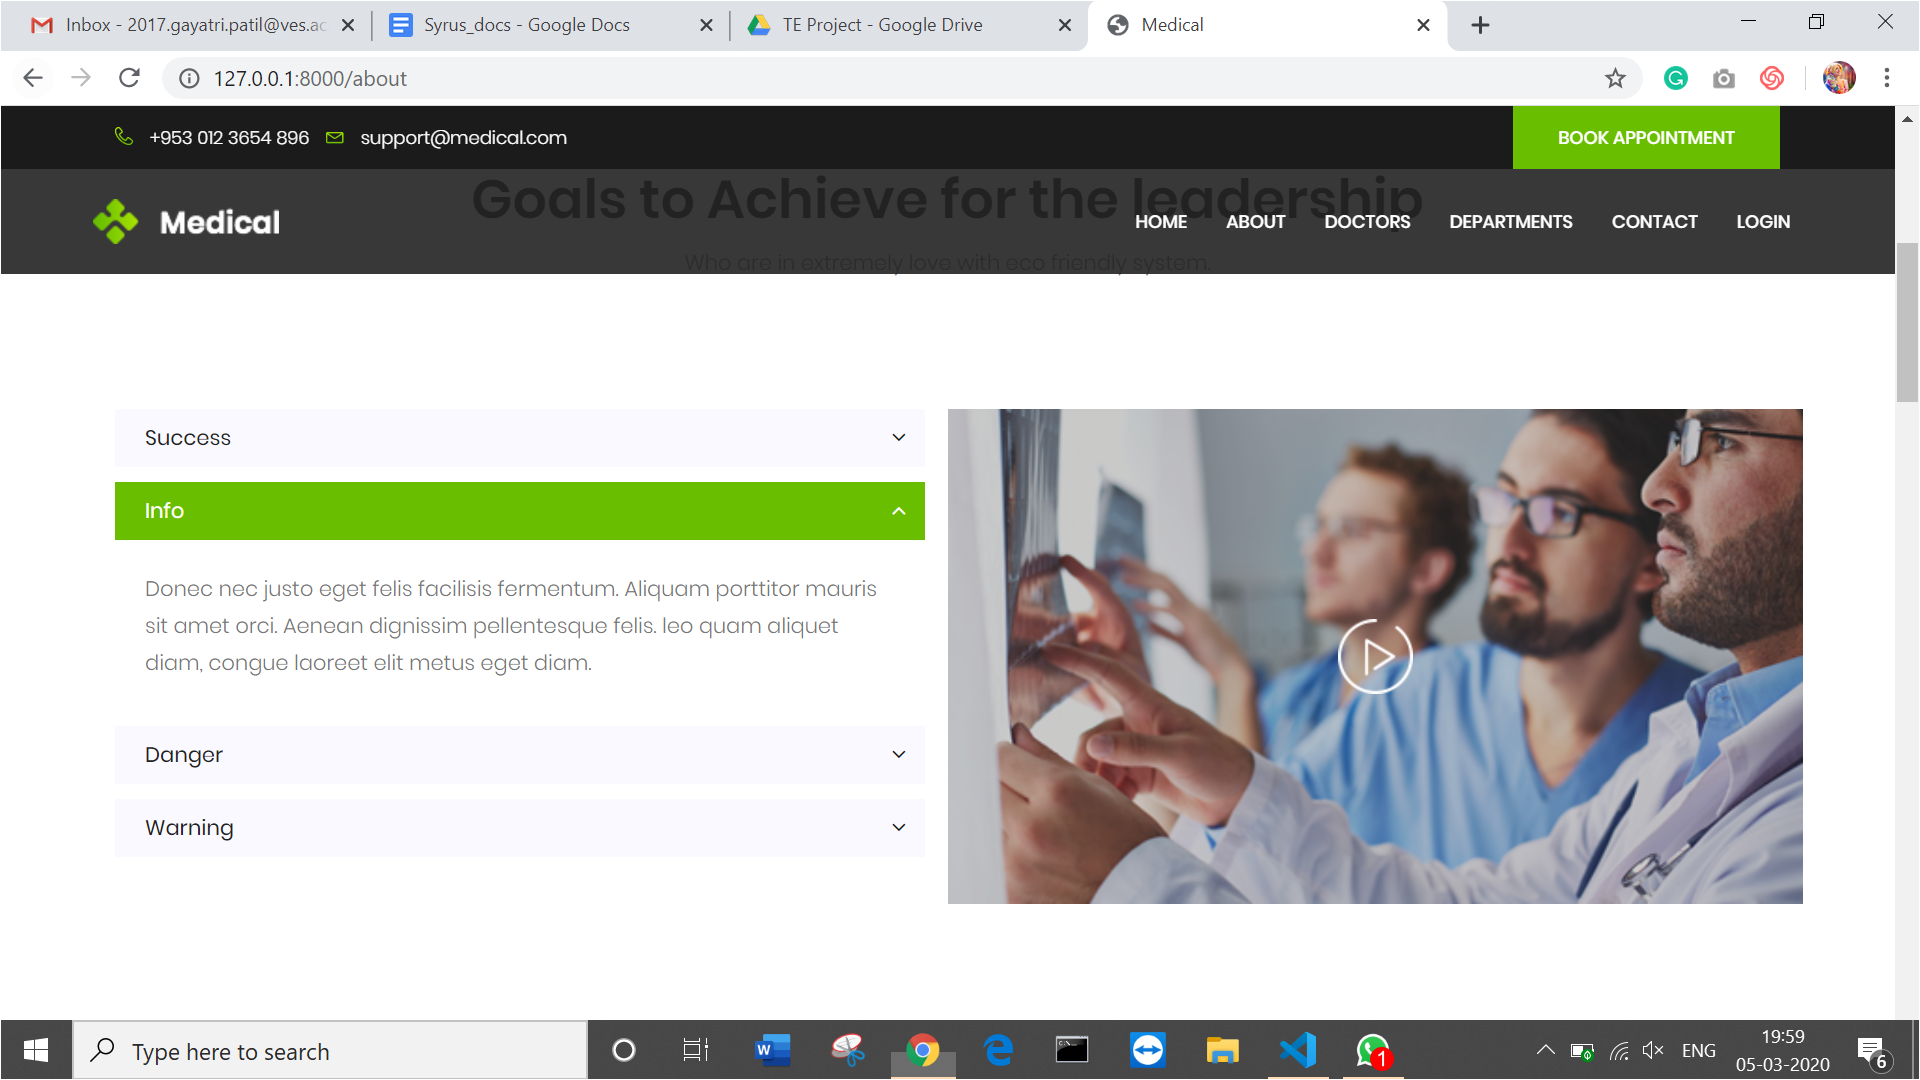 Inbox - 2017.gayatri.patil@ves.ac
Syrus_docs - Google Docs
TE Project - Google Drive
Medical
127.0.0.1:8000/about
+953 012 3654 896
support@medical.com
BOOK APPOINTMENT
Goals to Achieve for the leadership
Medical
HOME
ABOUT
DOCTORS
DEPARTMENTS
CONTACT
LOGIN
Who are in extremely love with eco friendly system.
Success
Info
Donec nec justo eget felis facilisis fermentum. Aliquam porttitor mauris
sit amet orci. Aenean dignissim pellentesque felis. leo quam aliquet
diam, congue laoreet elit metus eget diam.
Danger
Warning
Type here to search
W
C:\
1
ENG
19:59
05-03-2020
6